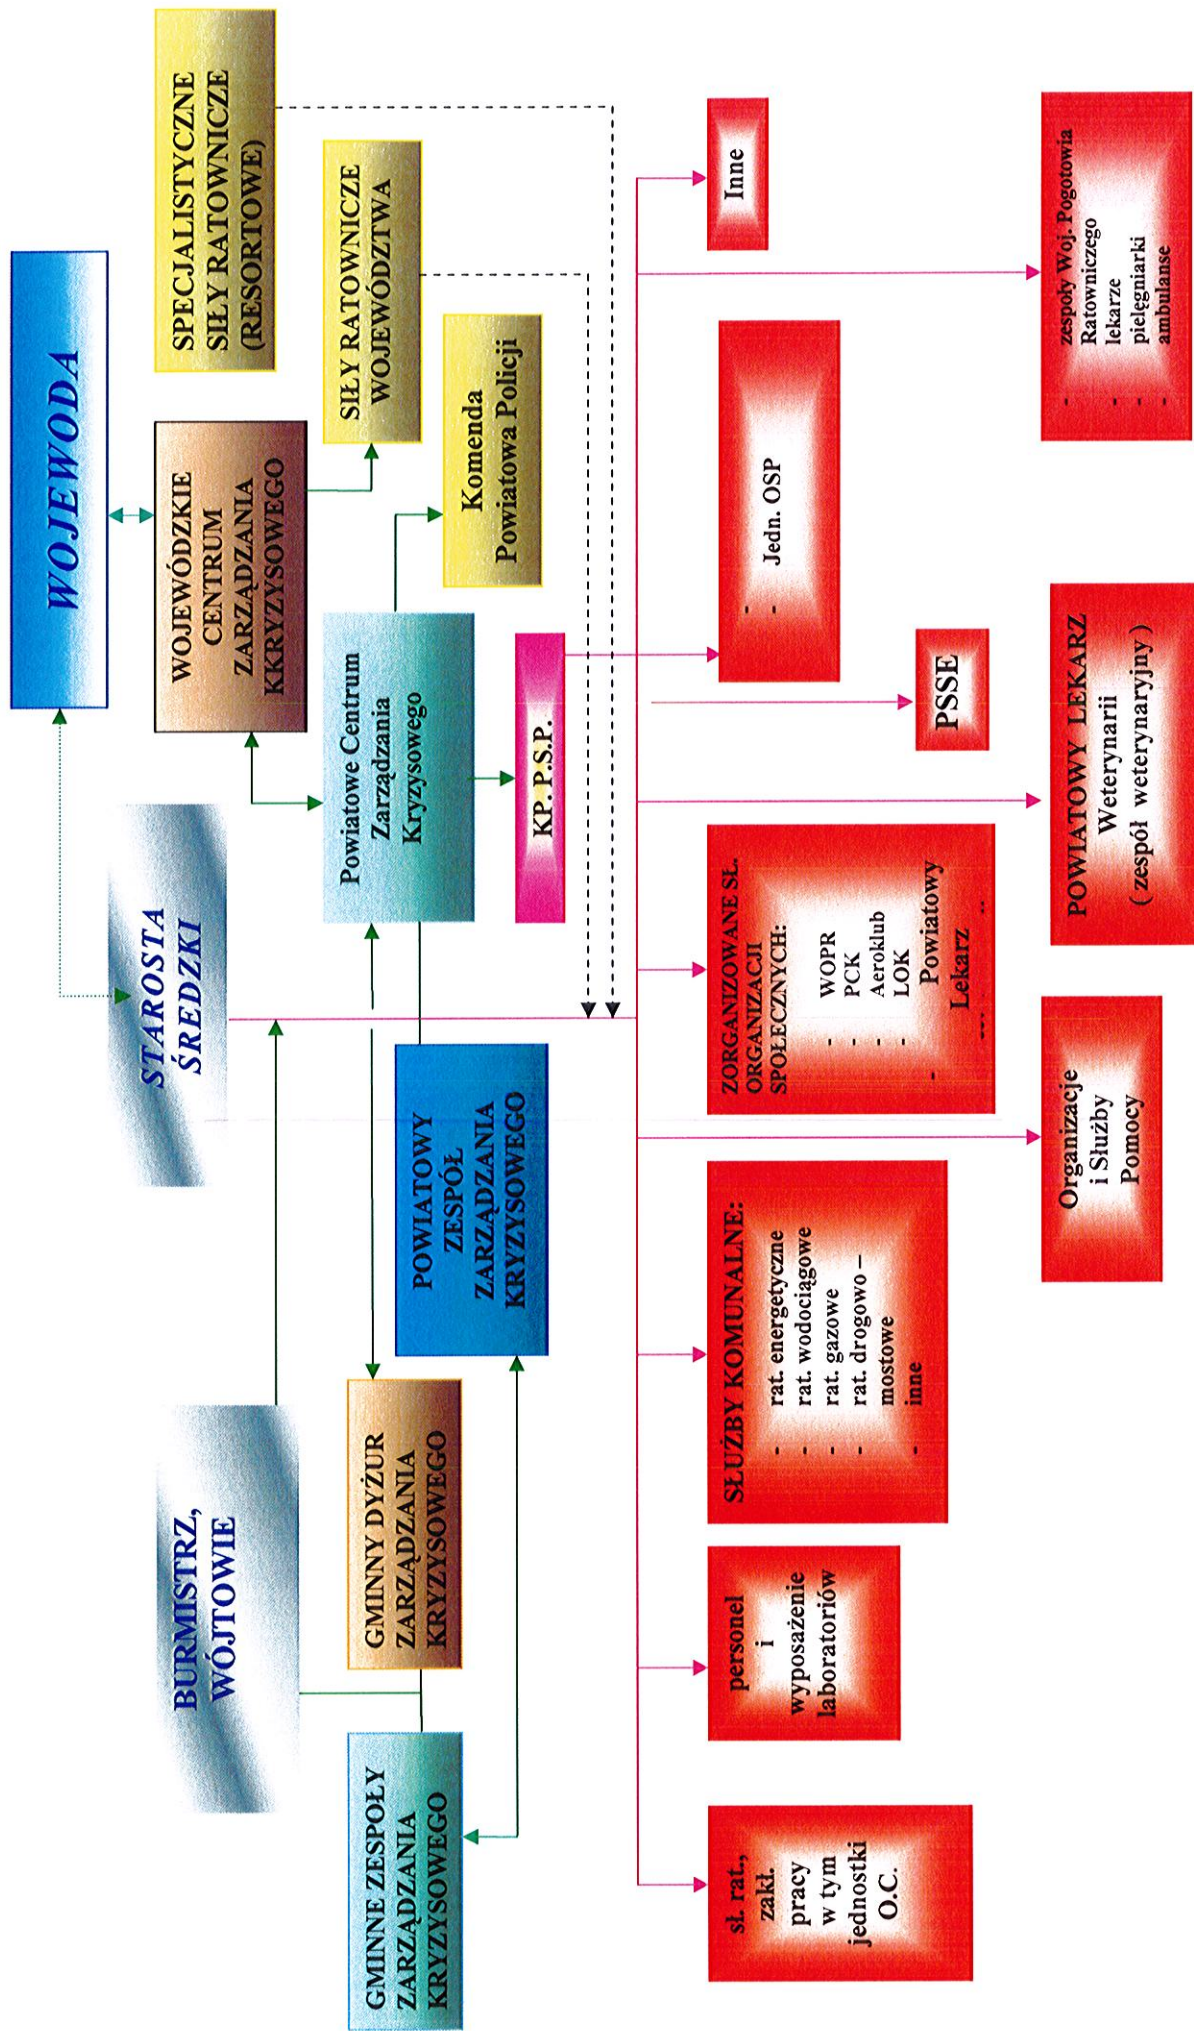 WOJEWODA
STAROSTA
ŚREDZKI
BURMISTRZ,
WÓJTOWIE
WOJEWÓDZKIE
CENTRUM
ZARZĄDZANIA
KRYZYSOWEGO
SPECJALISTYCZNE
SIŁY RATOWNICZE
(RESORTOWE)
GMINNE ZESPOŁY
ZARZĄDZANIA
KRYZYSOWEGO
GMINNY DYŻUR
ZARZĄDZANIA
KRYZYSOWEGO
POWIATOWY
ZESPÓŁ
ZARZĄDZANIA
KRYZYSOWEGO
Powiatowe Centrum
Zarządzania
Kryzysowego
SIŁY RATOWNICZE
WOJEWÓDZTWA
Komenda
Powiatowa Policji
KP. P.S.P.
sł. rat.,
zakł.
pracy
w tym
jednostki
O.C.
personel
i
wyposażenie
laboratoriów
SŁUŻBY KOMUNALNE:
- rat. energetyczne
- rat. wodociągowe
- rat. gazowe
- rat. drogowo –
mostowe
- inne
ZORGANIZOWANE SŁ.
ORGANIZACJI
SPOŁECZNYCH:
- WOPR
- PCK
- Aeroklub
- LOK
- Powiatowy
Lekarz
-
- Jedn. OSP
Inne
PSSE
Organizacje
i Służby
Pomocy
POWIATOWY LEKARZ
Weterynarii
( zespół weterynaryjny )
- zespoły Woj. Pogotowia
Ratowniczego
- lekarze
- pielęgniarki
- ambulanse